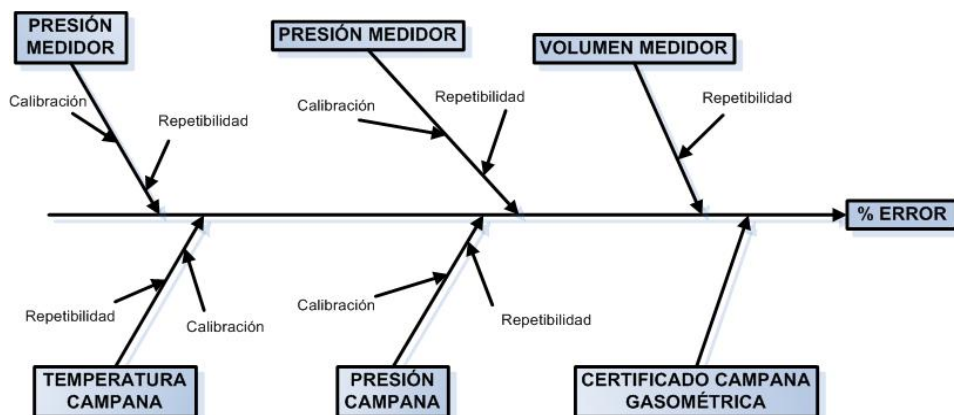 PRESIÓN
MEDIDOR
PRESIÓN MEDIDOR
VOLUMEN MEDIDOR
Calibración
Repetibilidad
Calibración
Repetibilidad
Repetibilidad
% ERROR
Repetibilidad
Calibración
Calibración
Repetibilidad
TEMPERATURA
CAMPANA
PRESIÓN
CAMPANA
CERTIFICADO CAMPANA
GASOMÉTRICA